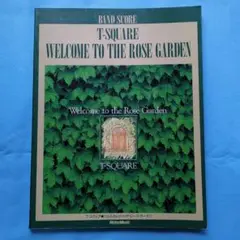 BAND SCORE
T-SQUARE
WELCOME TO THE ROSE GARDEN
Welcome to the Rose Garden
T-SQUARE